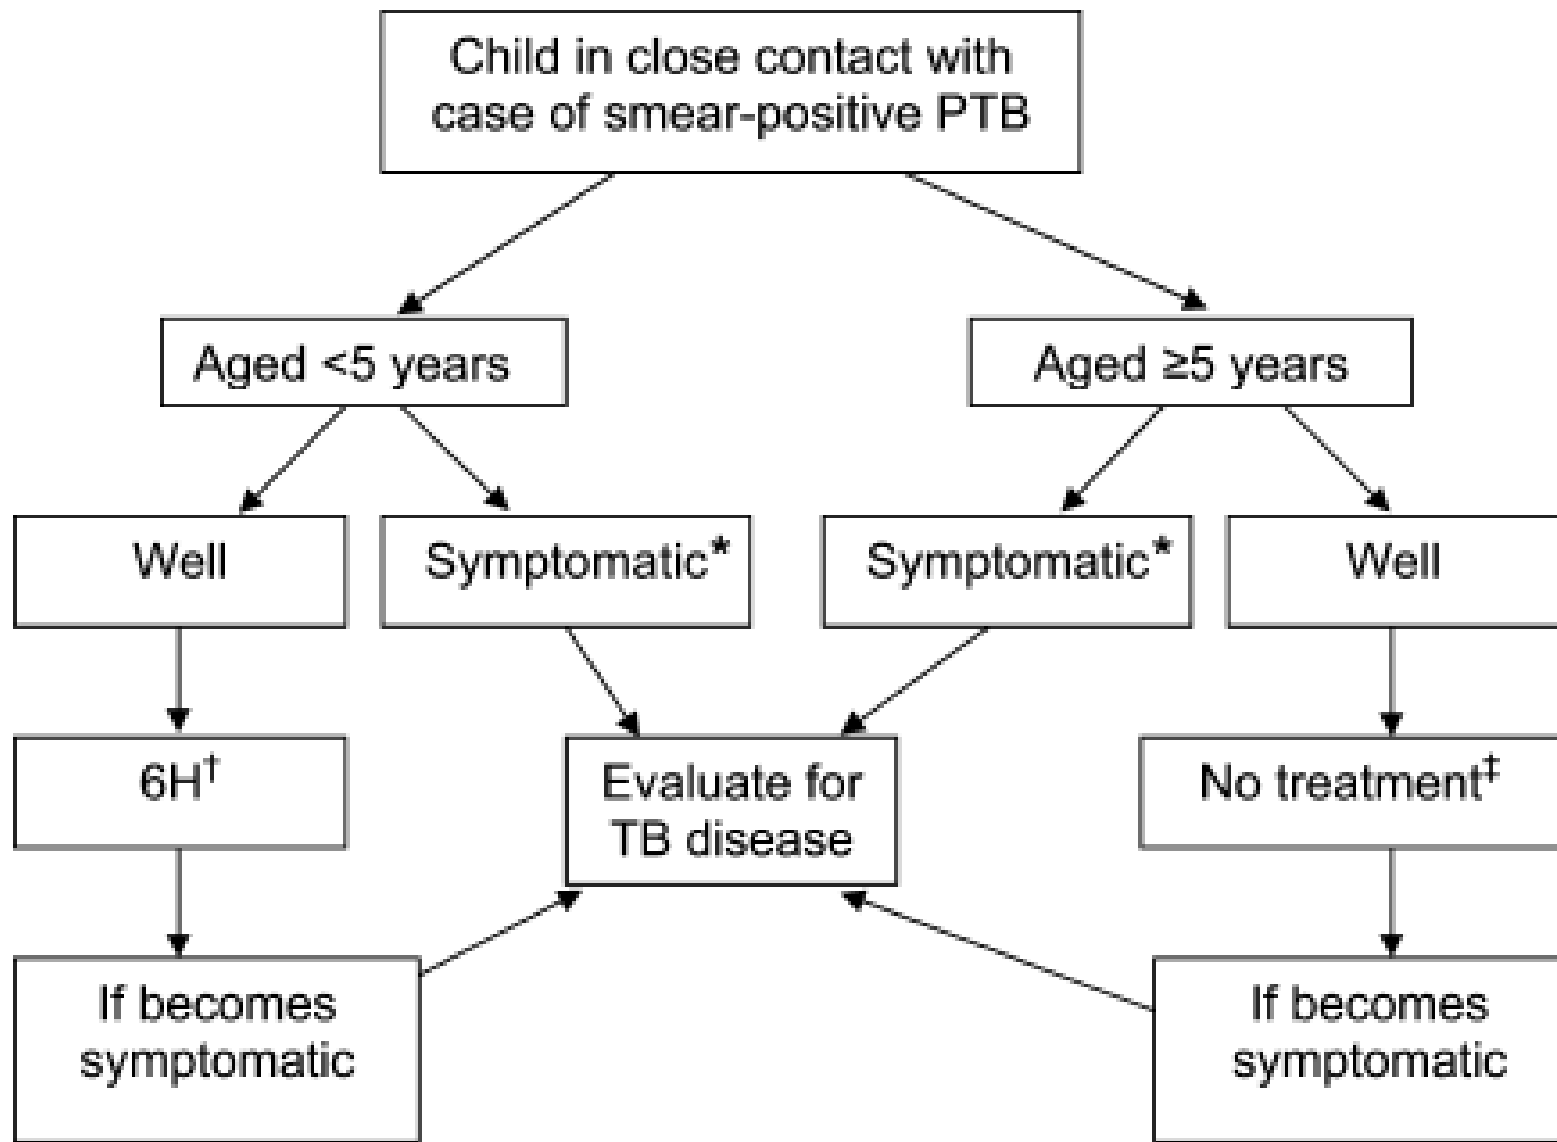 Child in close contact with
case of smear-positive PTB
Aged <5 years
Aged ≥5 years
Well
Symptomatic*
Symptomatic*
Well
6H†
Evaluate for
TB disease
No treatment‡
If becomes
symptomatic
If becomes
symptomatic